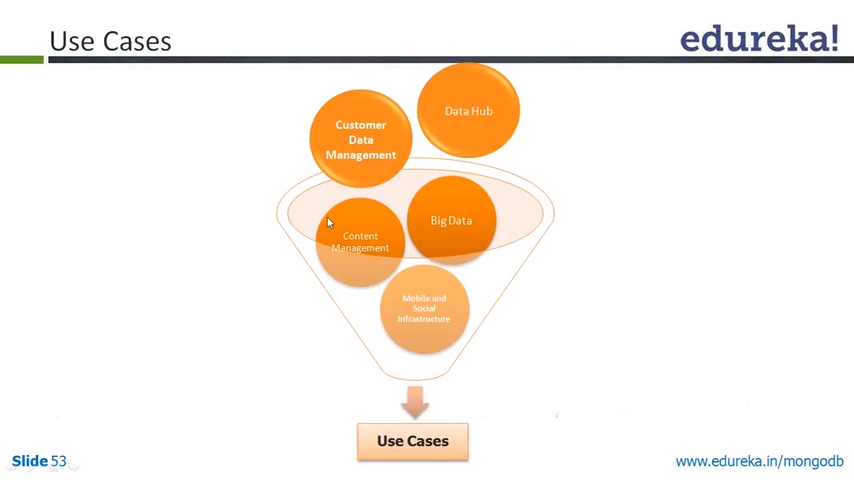 Use Cases
edureka!
Data Hub
Customer
Data
Management
Big Data
Content
Management
Mobile and
Social
Infrastructure
Use Cases
Slide 53
www.edureka.in/mongodb